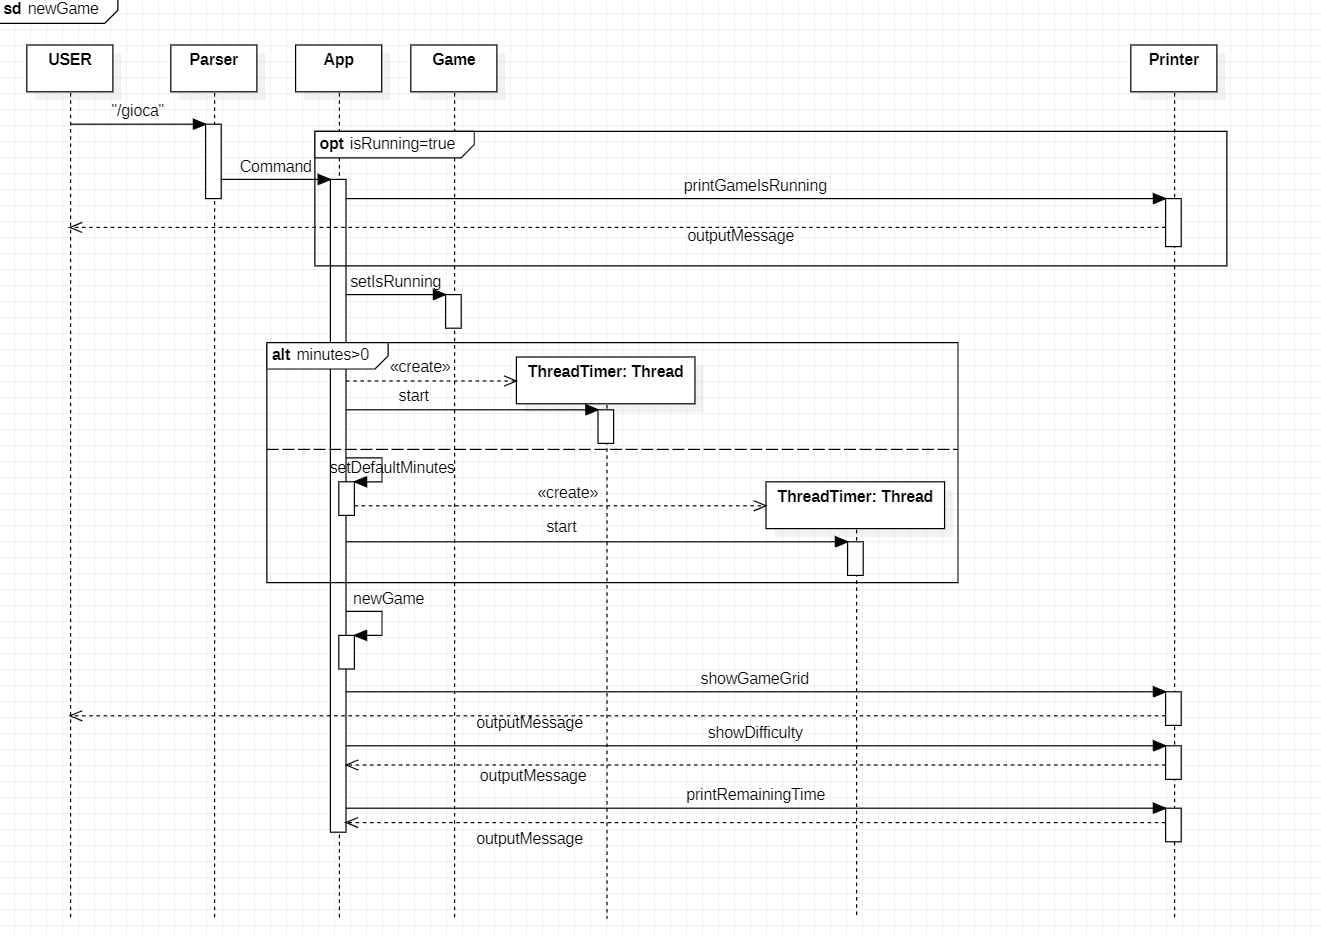 sd newGame
USER
Parser
App
Game
Printer
"/gioca"
opt isRunning=true
Command
printGameIsRunning
outputMessage
setIsRunning
alt minutes>0
«create»
ThreadTimer: Thread
start
setDefaultMinutes
«create»
ThreadTimer: Thread
start
newGame
showGameGrid
outputMessage
showDifficulty
outputMessage
printRemainingTime
outputMessage